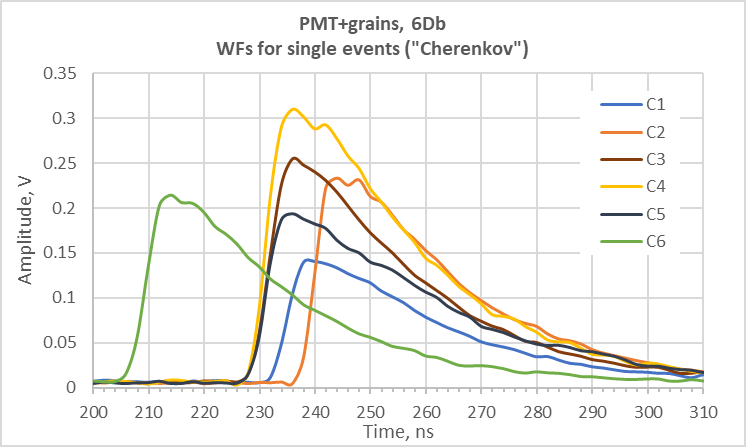 PMT+grains, 6Db
WFs for single events ("Cherenkov")
Amplitude, V
0.35
0.3
0.25
0.2
0.15
0.1
0.05
0
C1
C2
C3
C4
C5
C6
200 210 220 230 240 250 260 270 280 290 300 310
Time, ns